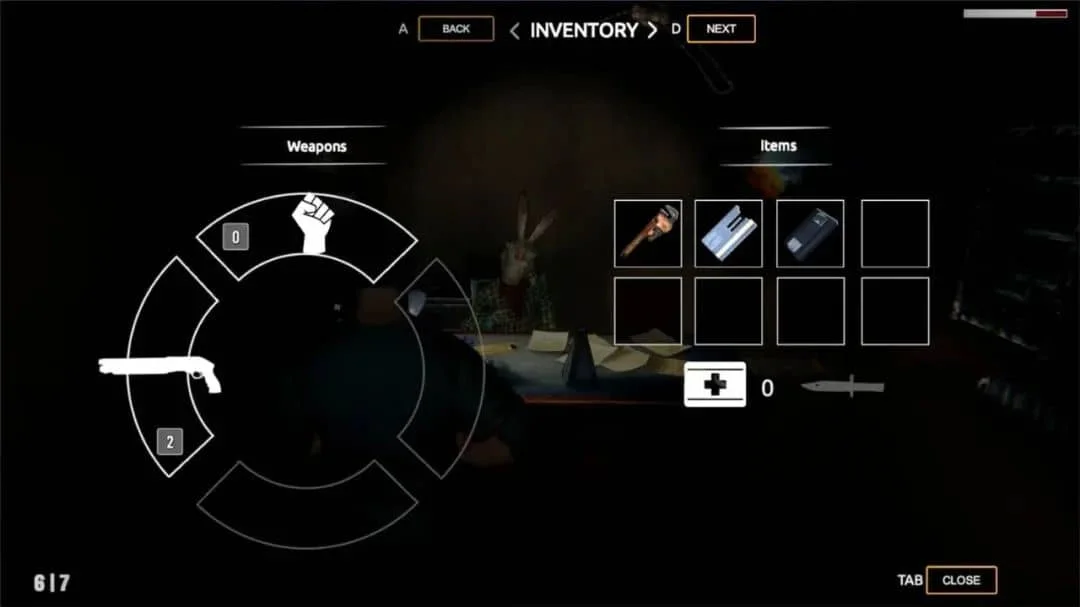 A BACK < INVENTORY > D NEXT
Weapons
Items
0
2
0
6|7
TAB CLOSE